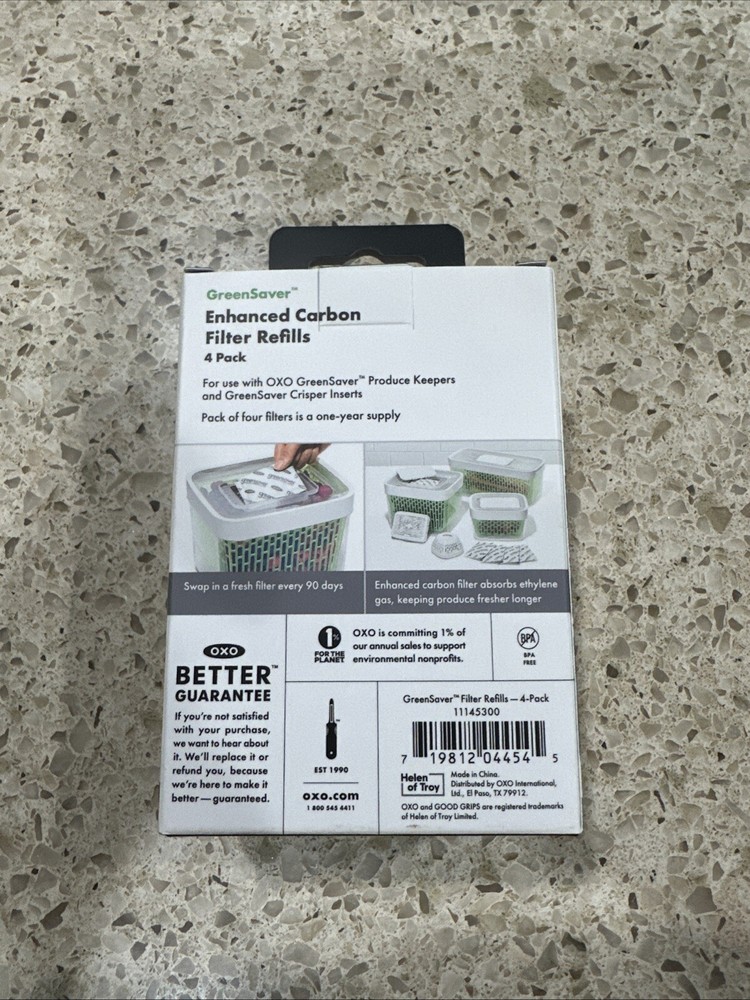 GreenSaver™
Enhanced Carbon
Filter Refills
4 Pack
For use with OXO GreenSaver™ Produce Keepers
and GreenSaver Crisper Inserts
Pack of four filters is a one-year supply
Swap in a fresh filter every 90 days
Enhanced carbon filter absorbs ethylene
gas, keeping produce fresher longer
OXO
BETTER™
GUARANTEE
If you're not satisfied
with your purchase,
we want to hear about
it. We'll replace it or
refund you, because
we're here to make it
better — guaranteed.
1%
FOR THE
PLANET
OXO is committing 1% of
our annual sales to support
environmental nonprofits.
BPA
BPA
FREE
™
EST 1990
oxo.com
1 800 545 4411
GreenSaver™ Filter Refills — 4-Pack
11145300
7 19812 04454 5
Helen
of Troy
Made in China.
Distributed by OXO International,
Ltd., El Paso, TX 79912.
OXO and GOOD GRIPS are registered trademarks
of Helen of Troy Limited.